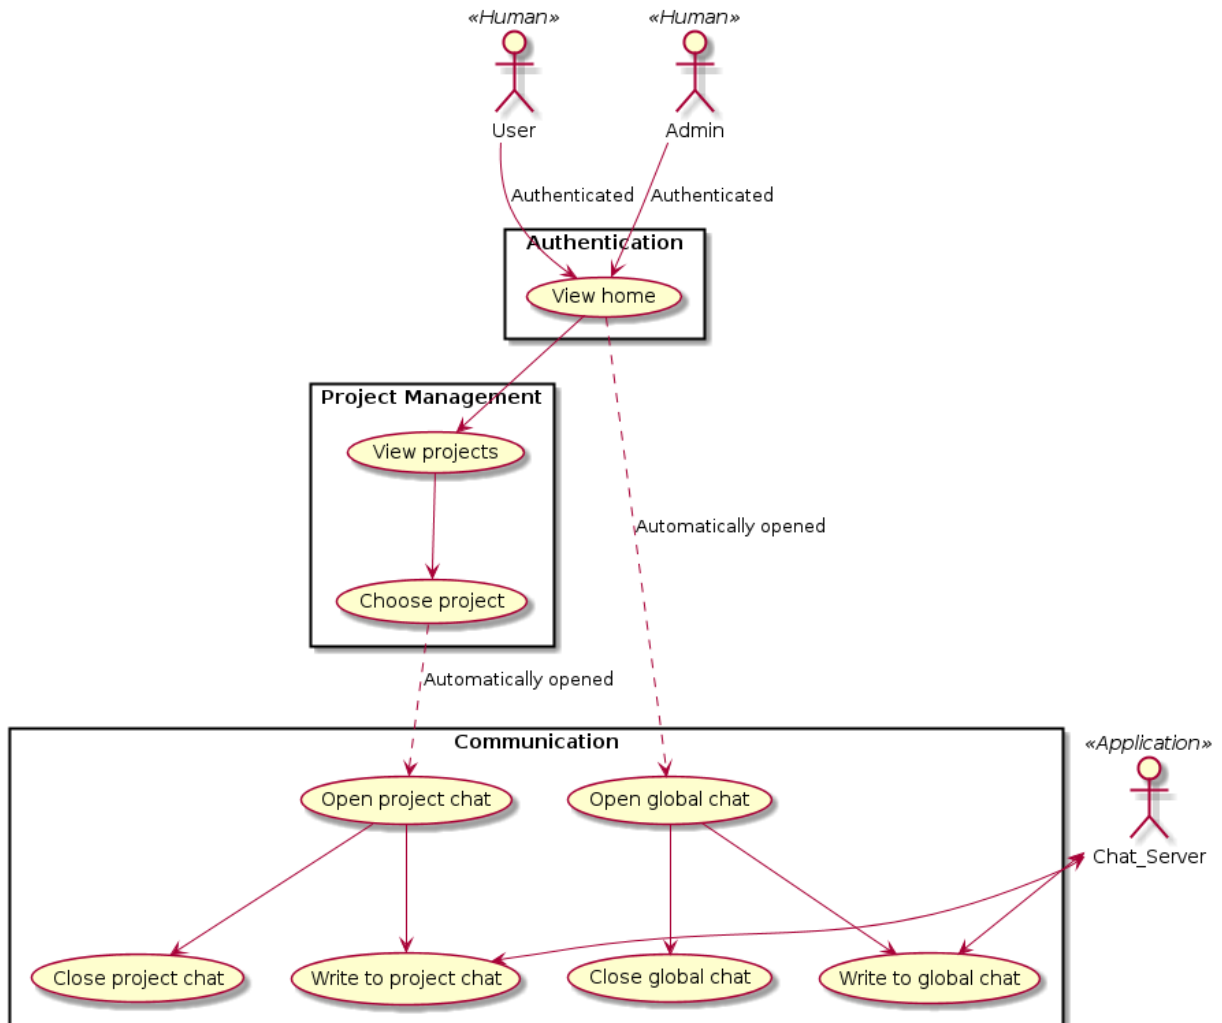 «Human»
«Human»
User
Admin
Authenticated
Authenticated
Authentication
View home
Project Management
View projects
Automatically opened
Choose project
Automatically opened
Communication
«Application»
Open project chat
Open global chat
Chat_Server
Close project chat
Write to project chat
Close global chat
Write to global chat